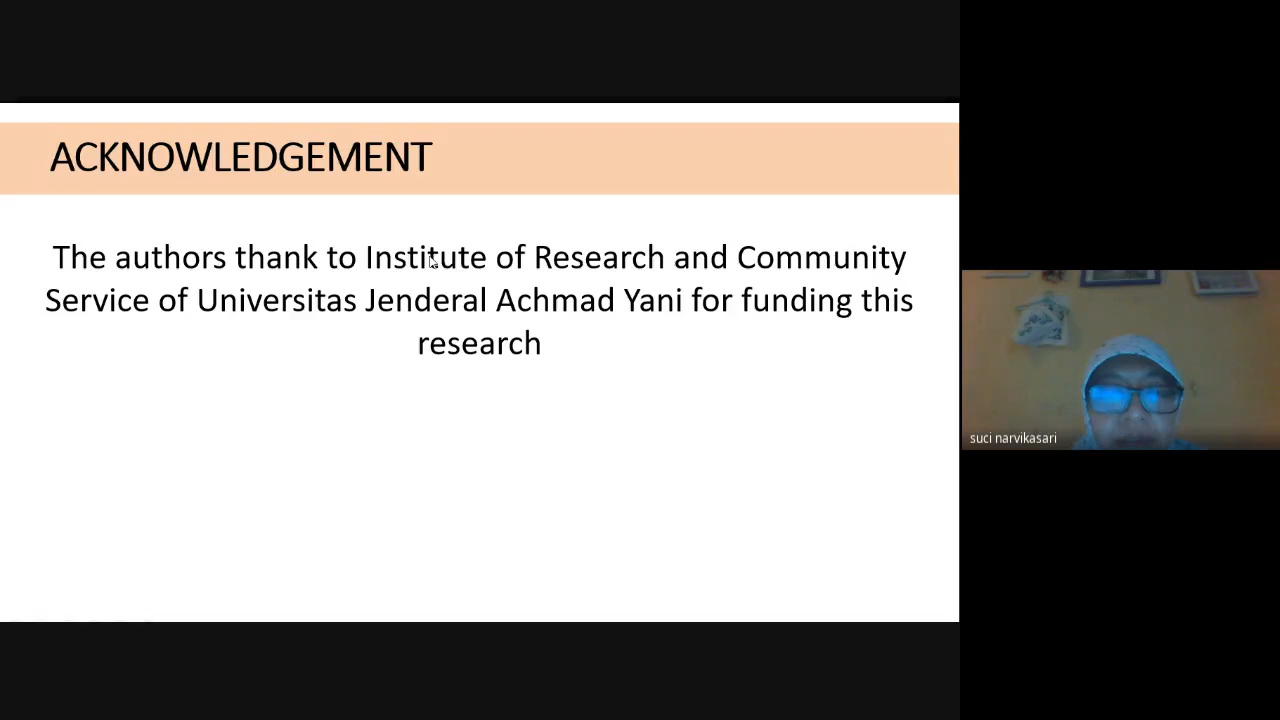 ACKNOWLEDGEMENT
The authors thank to Institute of Research and Community
Service of Universitas Jenderal Achmad Yani for funding this
research
suci narvikasari